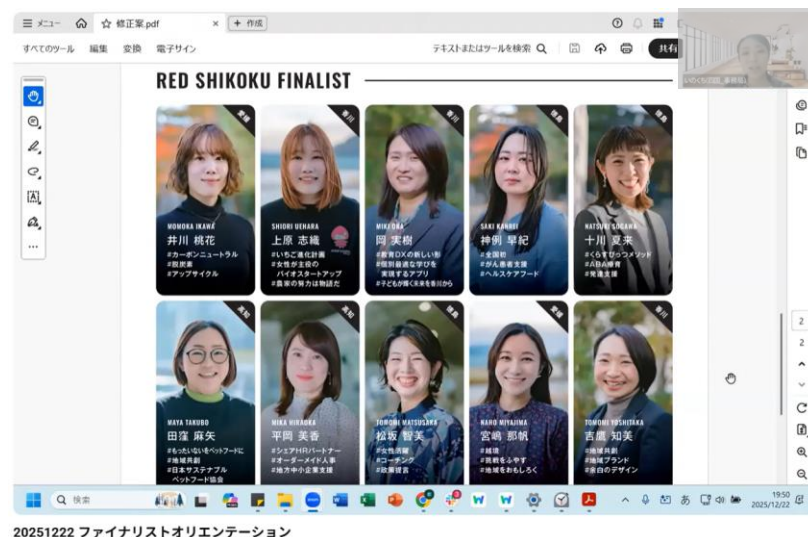 メニュー
修正案.pdf
+ 作成
すべてのツール 編集 変換 電子サイン
テキストまたはツールを検索
共有
RED SHIKOKU FINALIST
愛媛
MOMOKA IKAWA
井川 桃花
#カーボンニュートラル
#脱炭素
#アップサイクル
香川
SHIORI UEHARA
上原 志織
#いちご進化計画
#女性が主役の
バイオスタートアップ
#農家の努力は物語だ
香川
MIKI OKA
岡 実樹
#教育DXの新しい形
#個別最適な学びを
実現するアプリ
#子どもが輝く未来を香川から
徳島
SAKI KANREI
神例 早紀
#全国初
#がん患者支援
#ヘルスケアフード
徳島
NATSUKI SOGAWA
十川 夏来
#くらすぴっつメソッド
#ABA療育
#発達支援
高知
MAYA TAKUBO
田窪 麻矢
#もったいないをペットフードに
#地域共創
#日本サステナブル
ペットフード協会
高知
MIKA HIRAOKA
平岡 美香
#シェアHRパートナー
#オーダーメイド人事
#地方中小企業支援
徳島
TOMOMI MATSUSAKA
松坂 智美
#女性活躍
#コーチング
#政策提言
愛媛
NAHO MIYAJIMA
宮嶋 那帆
#越境
#挑戦をふやす
#地域をおもしろく
香川
TOMOMI YOSHITAKA
吉鷹 知美
#地域共創
#地域ブランド
#余白のデザイン
2
2
検索
あ
19:50
2025/12/22
20251222 ファイナリストオリエンテーション